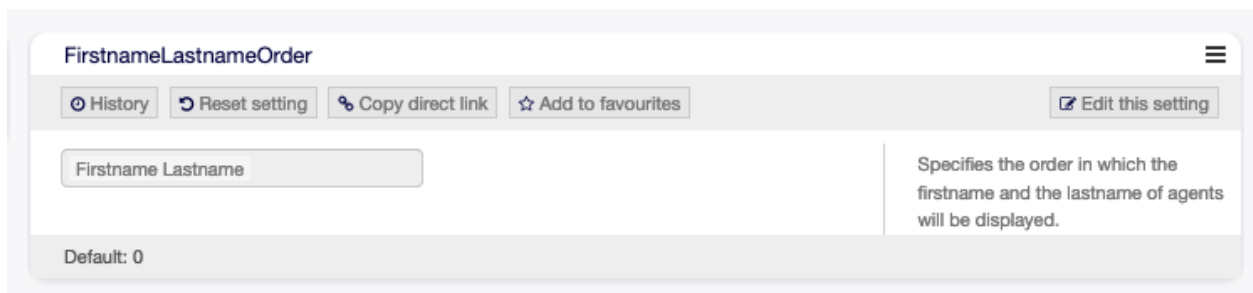 FirstnameLastnameOrder
History Reset setting Copy direct link Add to favourites Edit this setting
Firstname Lastname
Specifies the order in which the
firstname and the lastname of agents
will be displayed.
Default: 0